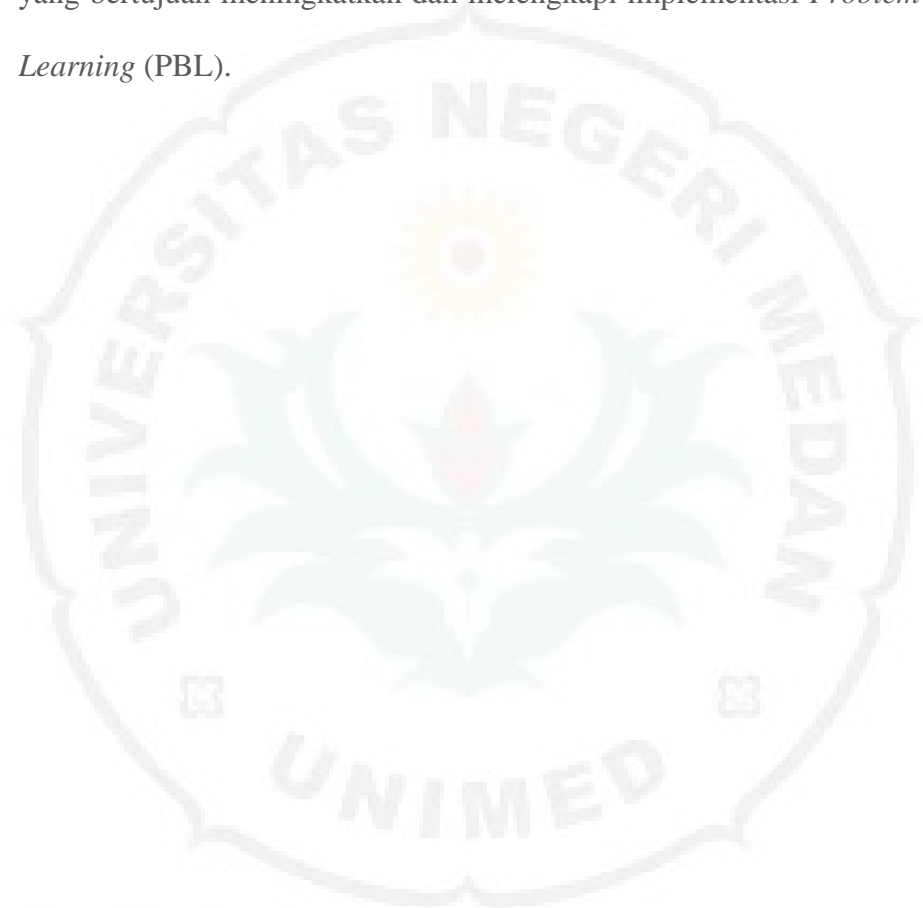 yang bertujuan meningkatkan dan melengkapi implementasi Problem
Learning (PBL).
UNIVERSITAS NEGERI MEDAN
UNIMED